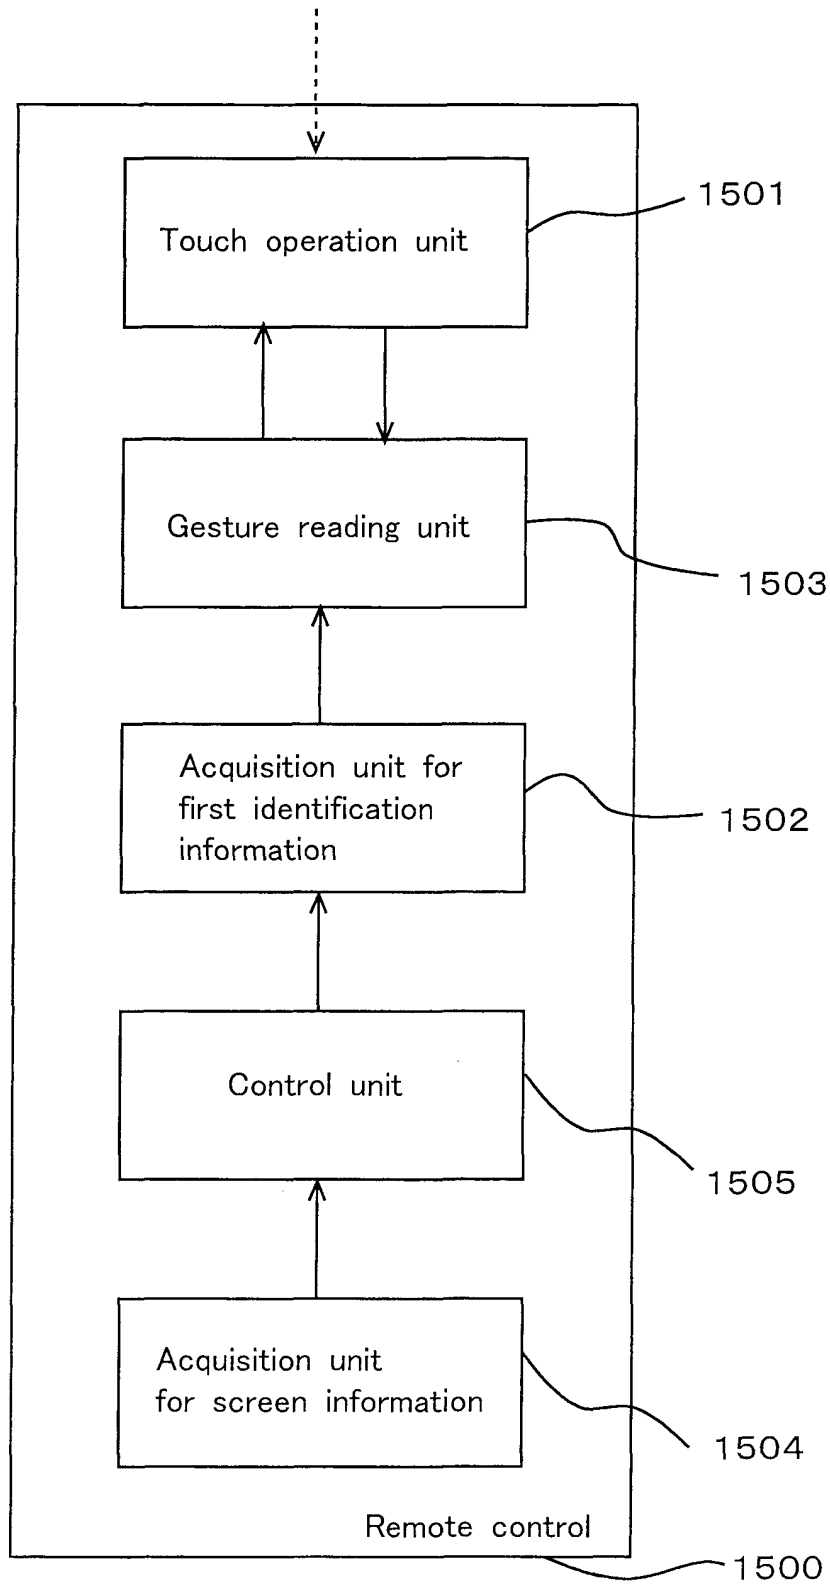 1501
Touch operation unit
Gesture reading unit
1503
Acquisition unit for
first identification
information
1502
Control unit
1505
Acquisition unit
for screen information
1504
Remote control
1500